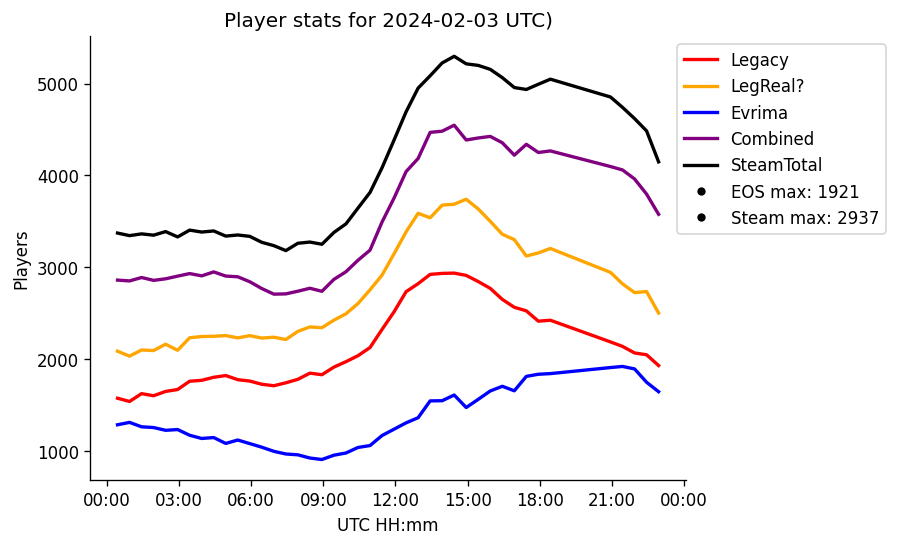 Player stats for 2024-02-03 UTC)
Legacy
LegReal?
Evrima
Combined
SteamTotal
EOS max: 1921
Steam max: 2937
Players
5000
4000
3000
2000
1000
00:00 03:00 06:00 09:00 12:00 15:00 18:00 21:00 00:00
UTC HH:mm